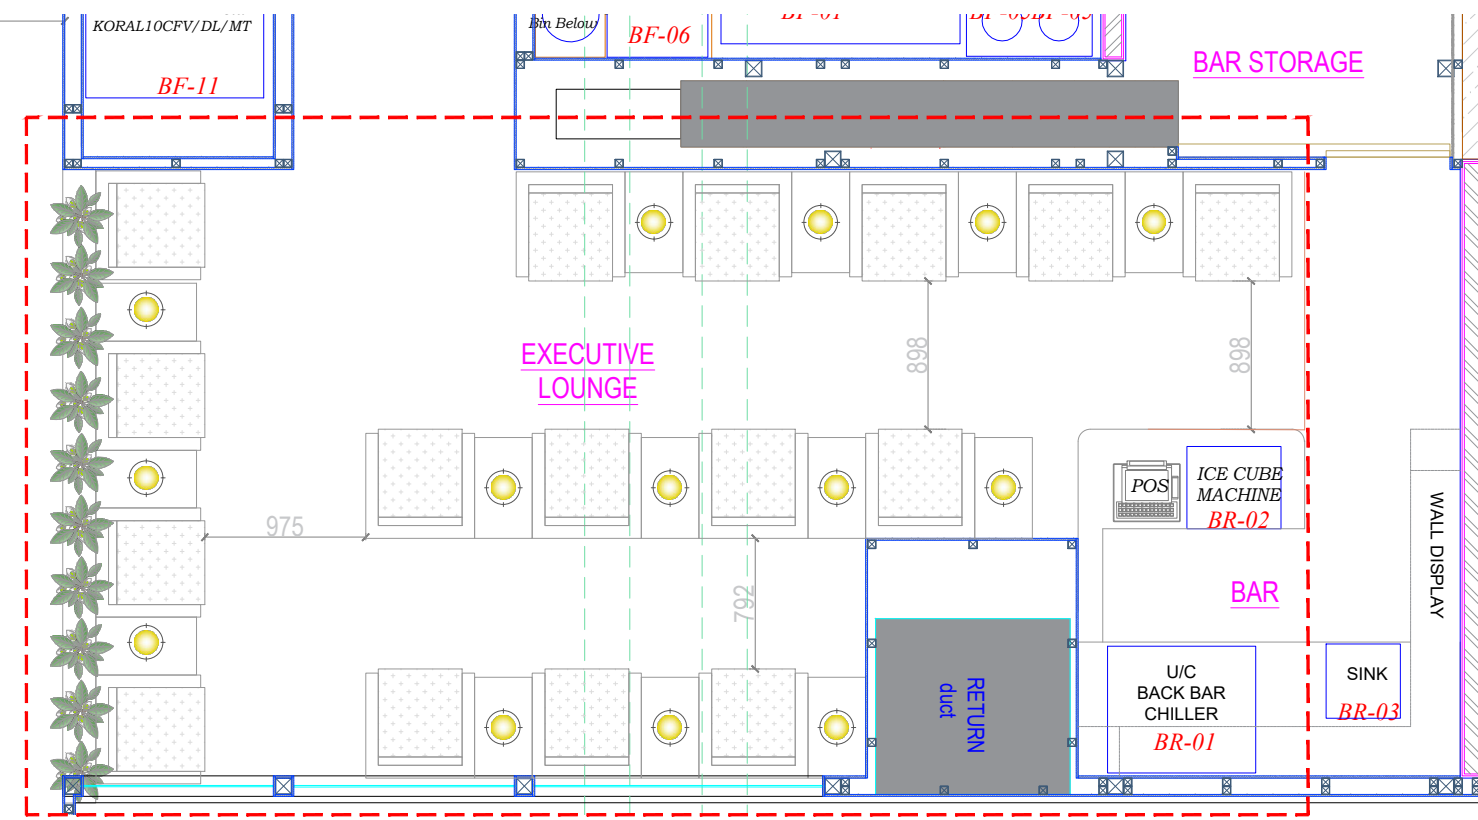 KORAL10CFV/DL/MT
BF-11
Bin Below
BF-06
BAR STORAGE
EXECUTIVE
LOUNGE
898
898
975
792
POS
ICE CUBE
MACHINE
BR-02
WALL DISPLAY
BAR
RETURN
duct
U/C
BACK BAR
CHILLER
BR-01
SINK
BR-03